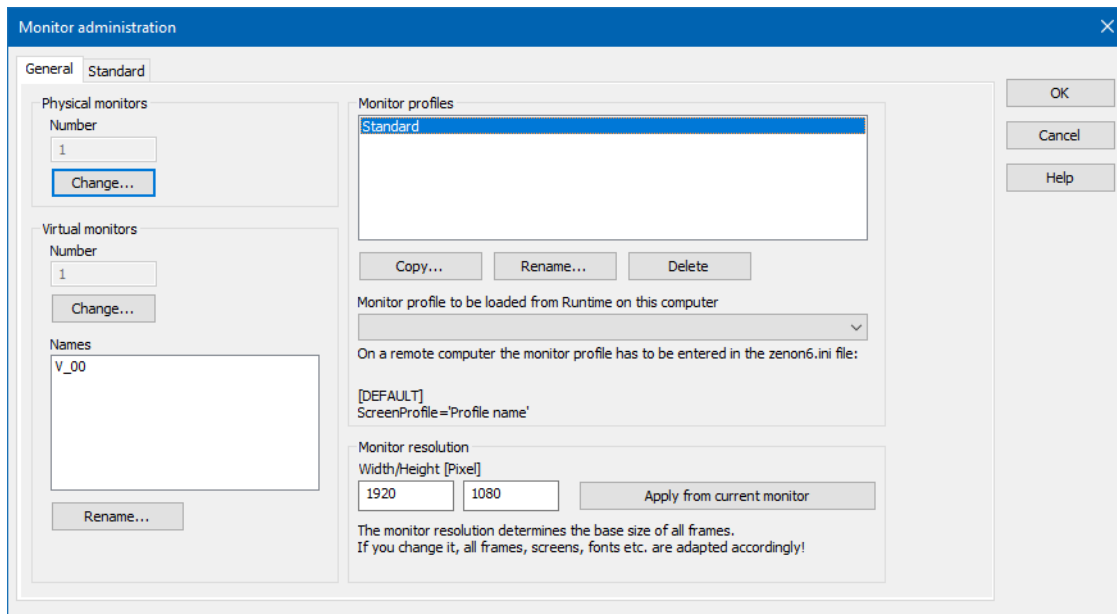 Monitor administration
General
Standard
Physical monitors
Number
1
Change...
Virtual monitors
Number
1
Change...
Names
V_00
Rename...
Monitor profiles
Standard
Copy...
Rename...
Delete
Monitor profile to be loaded from Runtime on this computer
On a remote computer the monitor profile has to be entered in the zenon6.ini file:
[DEFAULT]
ScreenProfile='Profile name'
Monitor resolution
Width/Height [Pixel]
1920
1080
Apply from current monitor
The monitor resolution determines the base size of all frames.
If you change it, all frames, screens, fonts etc. are adapted accordingly!
OK
Cancel
Help